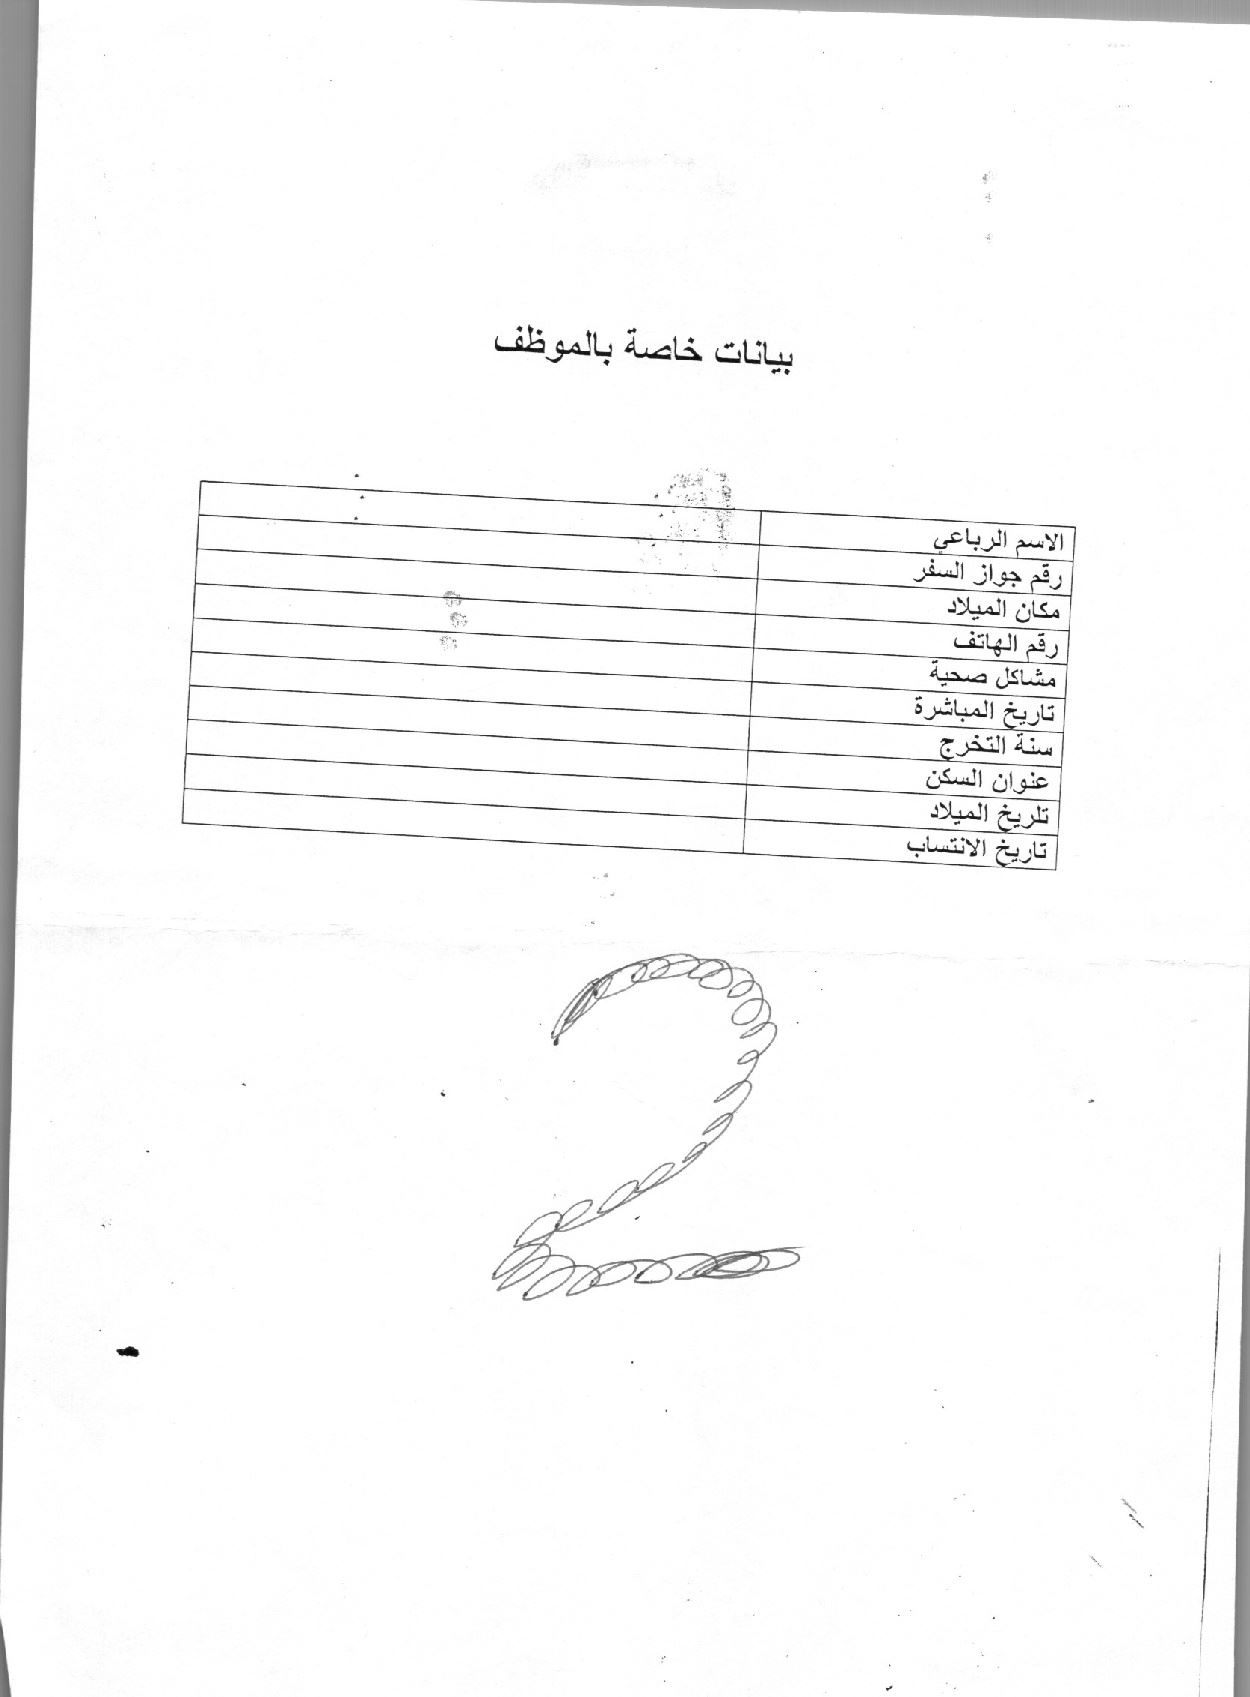 بيانات خاصة بالموظف
الاسم الرباعي
رقم جواز السفر
مكان الميلاد
رقم الهاتف
مشاكل صحية
تاريخ المباشرة
سنة التخرج
عنوان السكن
تلريخ الميلاد
تاريخ الانتساب
2